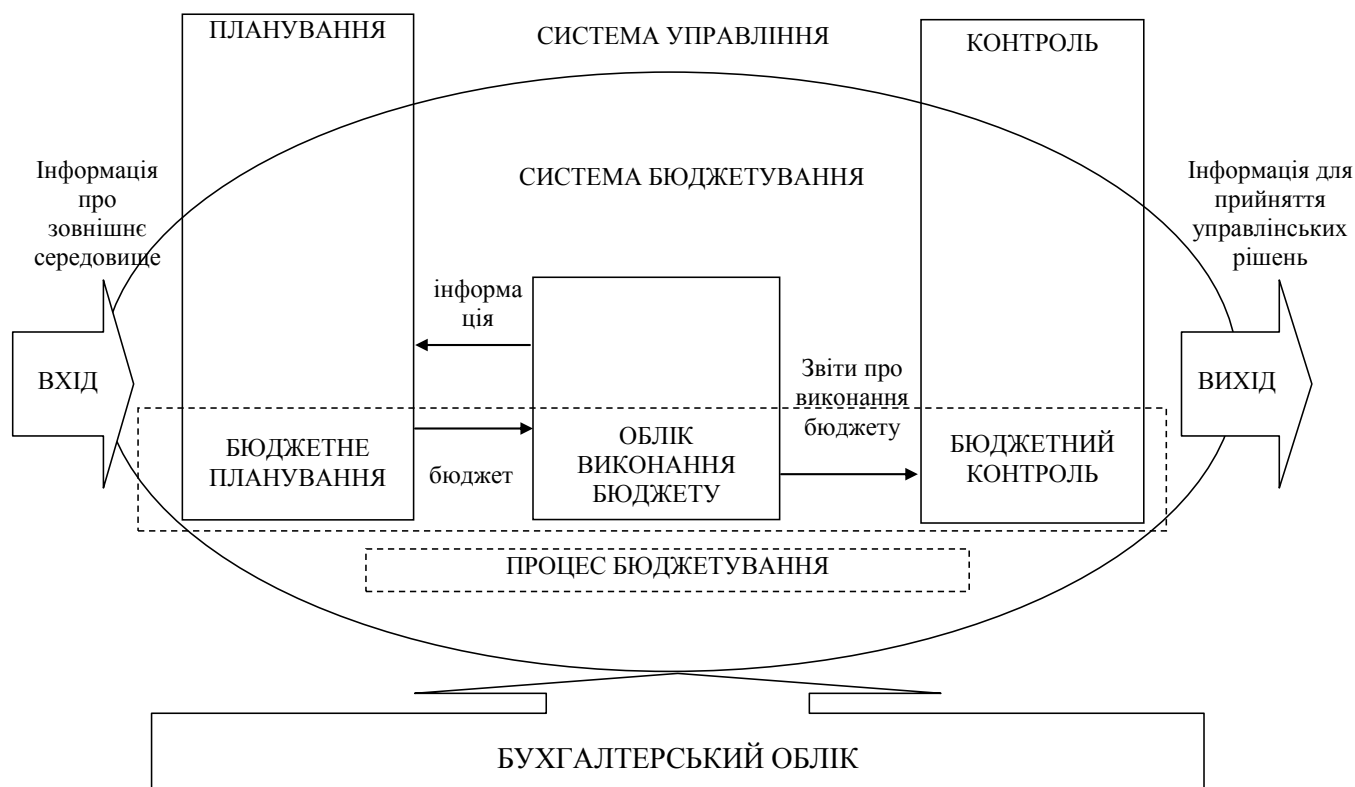 ПЛАНУВАННЯ
СИСТЕМА УПРАВЛІННЯ
КОНТРОЛЬ
Інформація
про
зовнішнє
середовище
СИСТЕМА БЮДЖЕТУВАННЯ
Інформація для
прийняття
управлінських
рішень
інформа
ція
ВХІД
Звіти про
виконання
бюджету
ВИХІД
БЮДЖЕТНЕ
ПЛАНУВАННЯ
бюджет
ОБЛІК
ВИКОНАННЯ
БЮДЖЕТУ
БЮДЖЕТНИЙ
КОНТРОЛЬ
ПРОЦЕС БЮДЖЕТУВАННЯ
БУХГАЛТЕРСЬКИЙ ОБЛІК